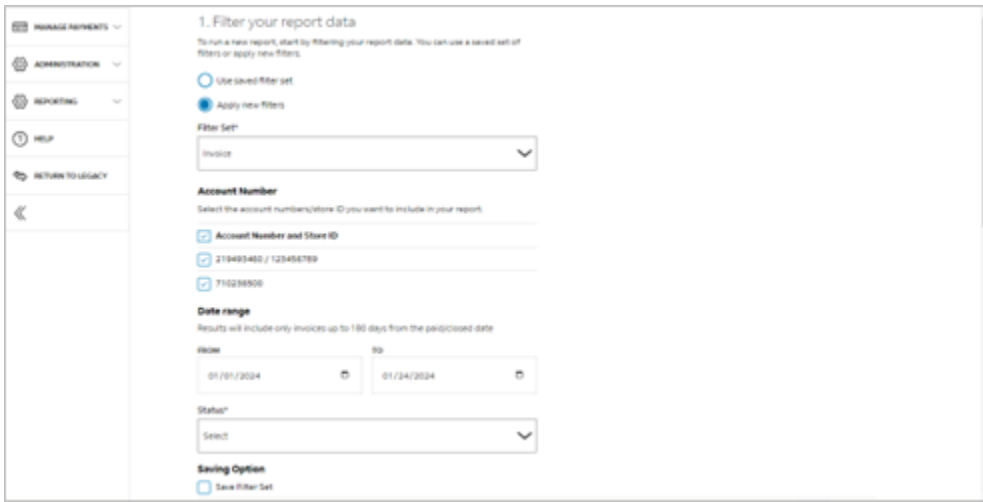 MANAGE PAYMENTS
ADMINISTRATION
REPORTING
HELP
RETURN TO LEGACY
1. Filter your report data
To run a new report, start by filtering your report data. You can use a saved set of
filters or apply new filters.
Use saved filter set
Apply new filters
Filter Set*
Invoice
Account Number
Select the account numbers/store ID you want to include in your report.
Account Number and Store ID
219493460 / 123456789
710236500
Date range
Results will include only invoices up to 180 days from the paid/closed date
FROM
TO
01/01/2024
01/24/2024
Status*
Select
Saving Option
Save Filter Set